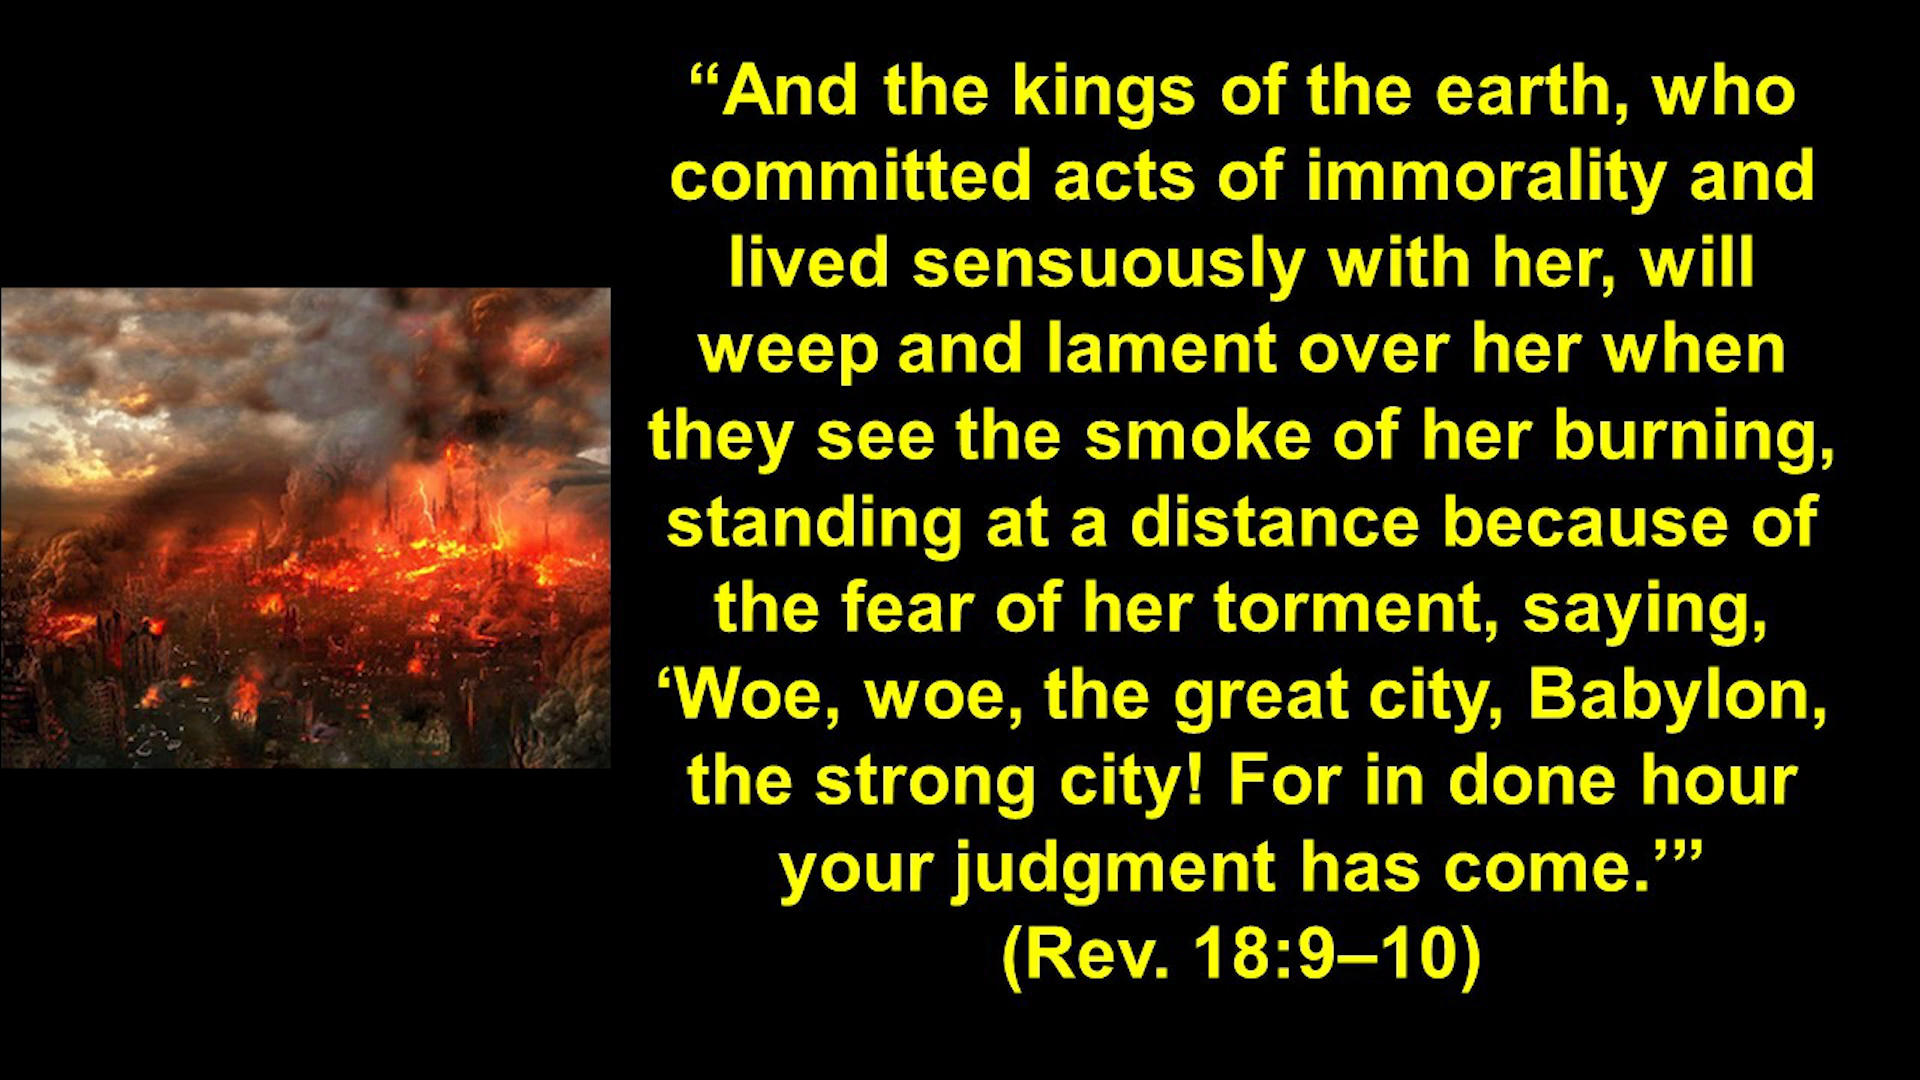 “And the kings of the earth, who
committed acts of immorality and
lived sensuously with her, will
weep and lament over her when
they see the smoke of her burning,
standing at a distance because of
the fear of her torment, saying,
‘Woe, woe, the great city, Babylon,
the strong city! For in done hour
your judgment has come.’”
(Rev. 18:9–10)